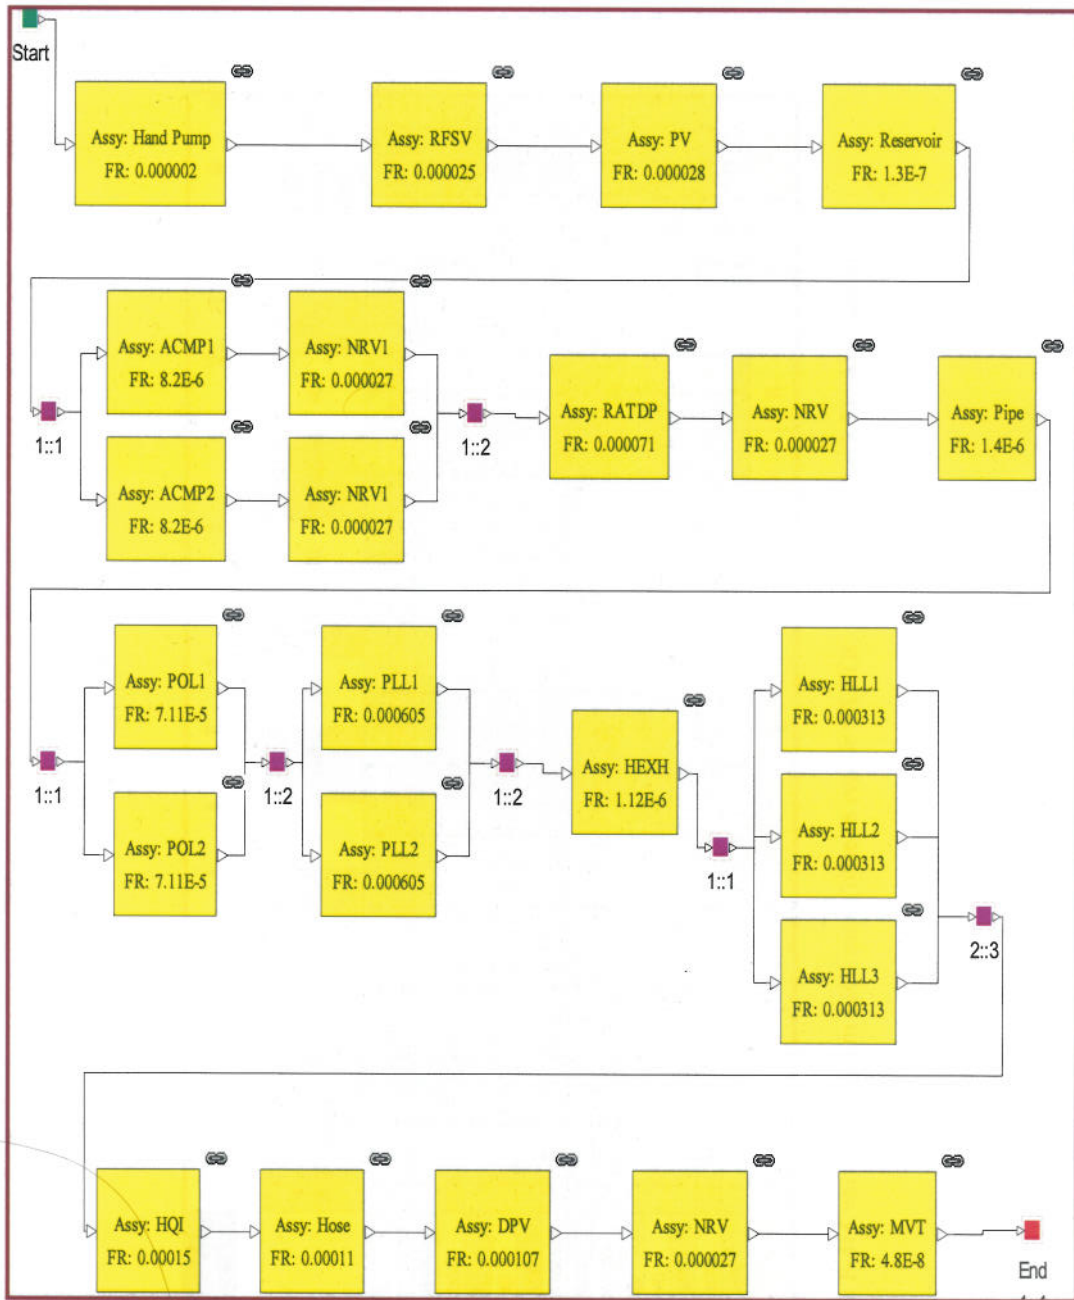 Start
Assy: Hand Pump
FR: 0.000002
Assy: RFSV
FR: 0.000025
Assy: PV
FR: 0.000028
Assy: Reservoir
FR: 1.3E-7
Assy: ACMP1
FR: 8.2E-6
Assy: NRV1
FR: 0.000027
1::1
Assy: ACMP2
FR: 8.2E-6
Assy: NRV1
FR: 0.000027
1::2
Assy: RATDP
FR: 0.000071
Assy: NRV
FR: 0.000027
Assy: Pipe
FR: 1.4E-6
1::1
Assy: POL1
FR: 7.11E-5
Assy: POL2
FR: 7.11E-5
1::2
Assy: PLL1
FR: 0.000605
Assy: PLL2
FR: 0.000605
1::2
Assy: HEXH
FR: 1.12E-6
1::1
Assy: HLL1
FR: 0.000313
Assy: HLL2
FR: 0.000313
Assy: HLL3
FR: 0.000313
2::3
Assy: HQI
FR: 0.00015
Assy: Hose
FR: 0.00011
Assy: DPV
FR: 0.000107
Assy: NRV
FR: 0.000027
Assy: MVT
FR: 4.8E-8
End